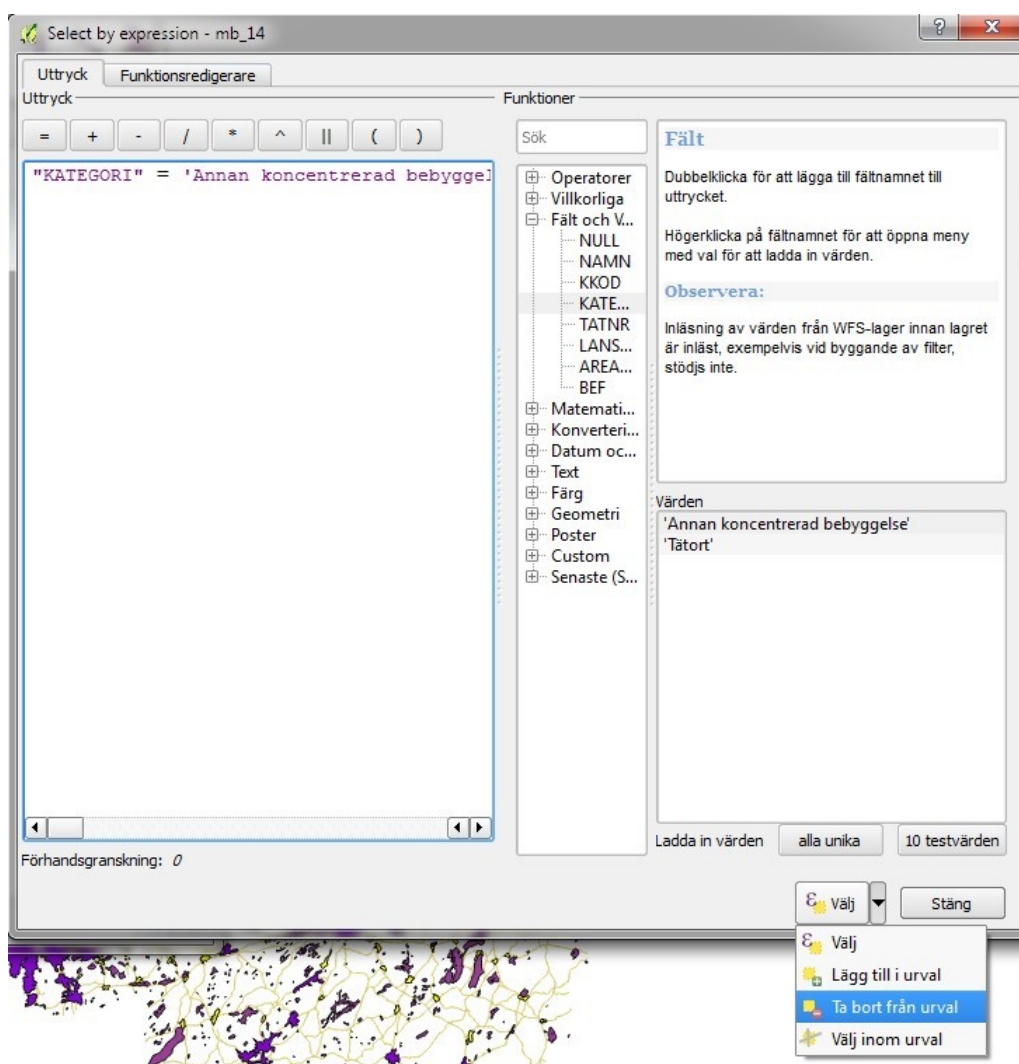 Select by expression - mb_14
?
x
Uttryck
Funktionsredigerare
Uttryck
= + - / * ^ || ( )
"KATEGORI" = 'Annan koncentrerad bebyggel
Förhandsgranskning: 0
Funktioner
Sök
Operatorer
Villkorliga
Fält och V...
NULL
NAMN
KKOD
KATE...
TATNR
LANS...
AREA...
BEF
Matemati...
Konverteri...
Datum oc...
Text
Färg
Geometri
Poster
Custom
Senaste (S...
Fält
Dubbelklicka för att lägga till fältnamnet till
uttrycket.
Högerklicka på fältnamnet för att öppna meny
med val för att ladda in värden.
Observera:
Inläsning av värden från WFS-lager innan lagret
är inläst, exempelvis vid byggande av filter,
stödjs inte.
Värden
'Annan koncentrerad bebyggelse'
'Tätort'
Ladda in värden
alla unika
10 testvärden
ε Välj
Stäng
ε Välj
Lägg till i urval
Ta bort från urval
Välj inom urval